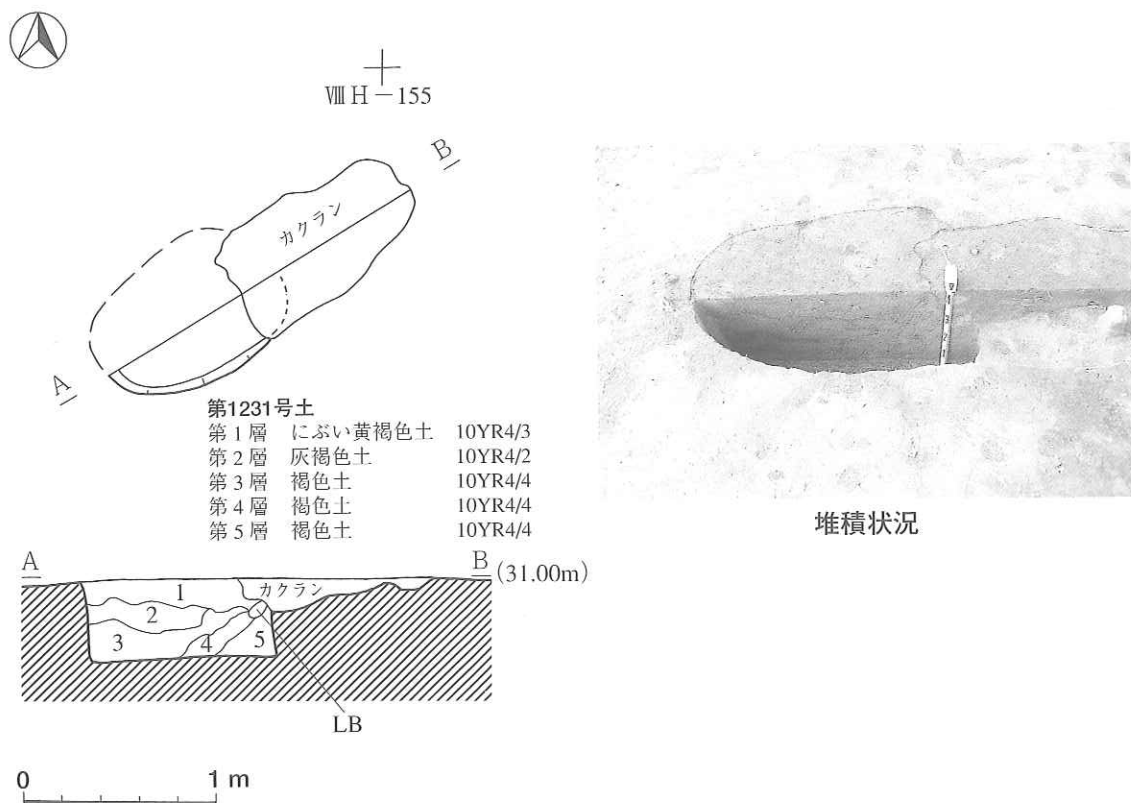 ⅧH－155
B
カクラン
A
第1231号土
第1層 にぶい黄褐色土 10YR4/3
第2層 灰褐色土 10YR4/2
第3層 褐色土 10YR4/4
第4層 褐色土 10YR4/4
第5層 褐色土 10YR4/4
堆積状況
A B (31.00m)
カクラン
1
2
3 4 5
LB
0 1 m